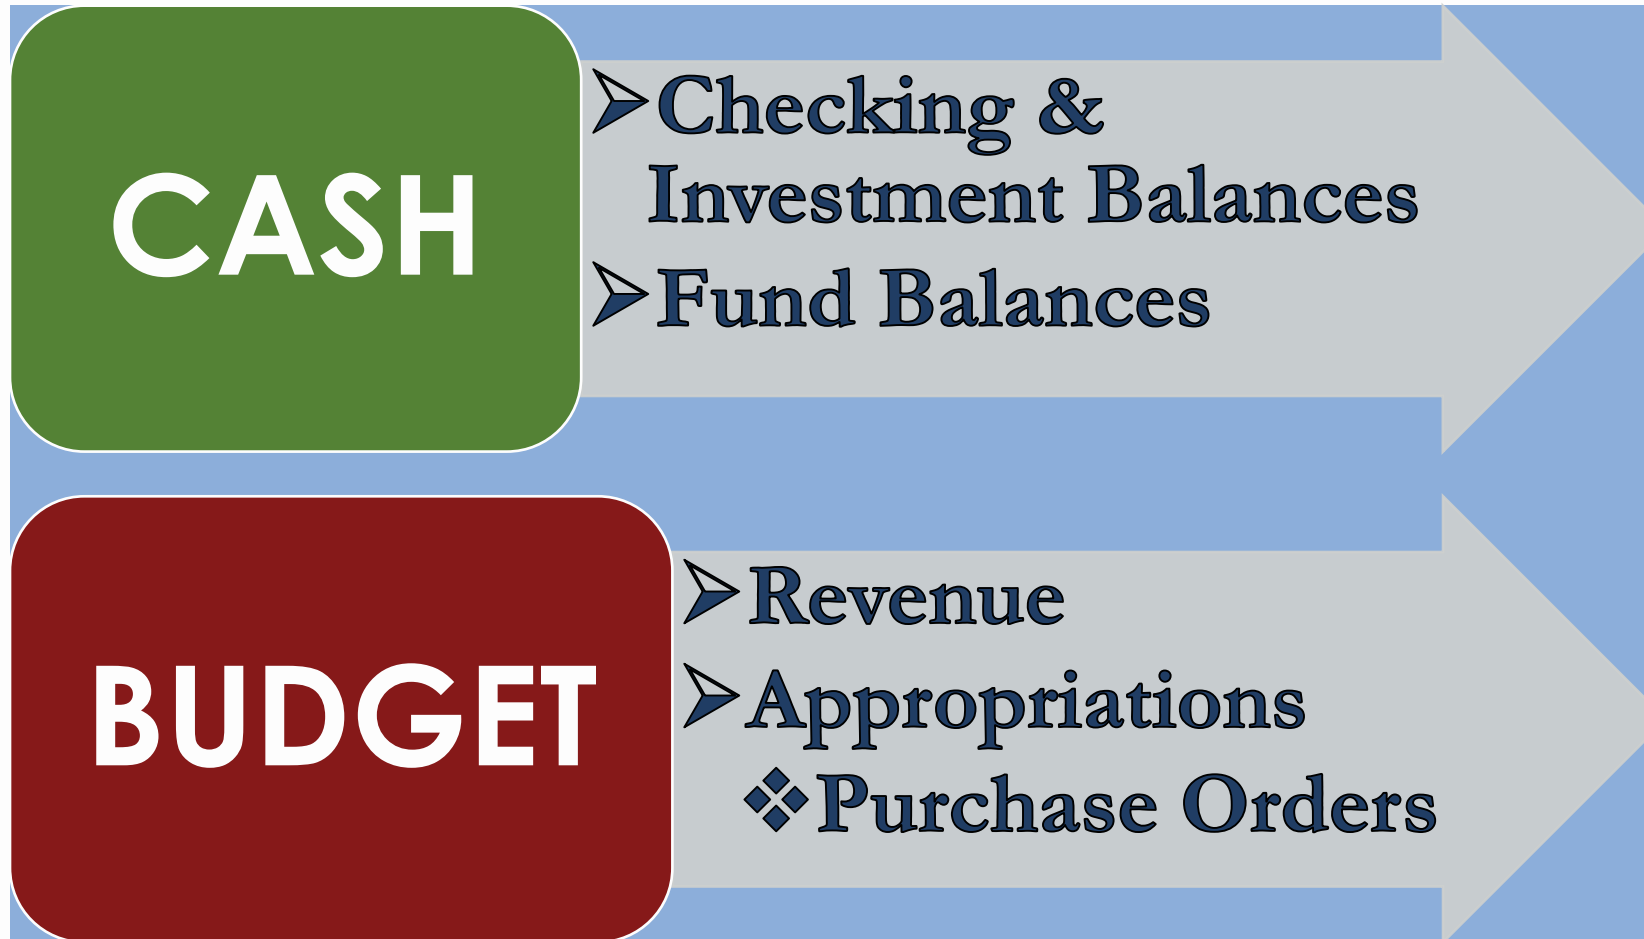 CASH
Checking &
Investment Balances
Fund Balances
BUDGET
Revenue
Appropriations
Purchase Orders